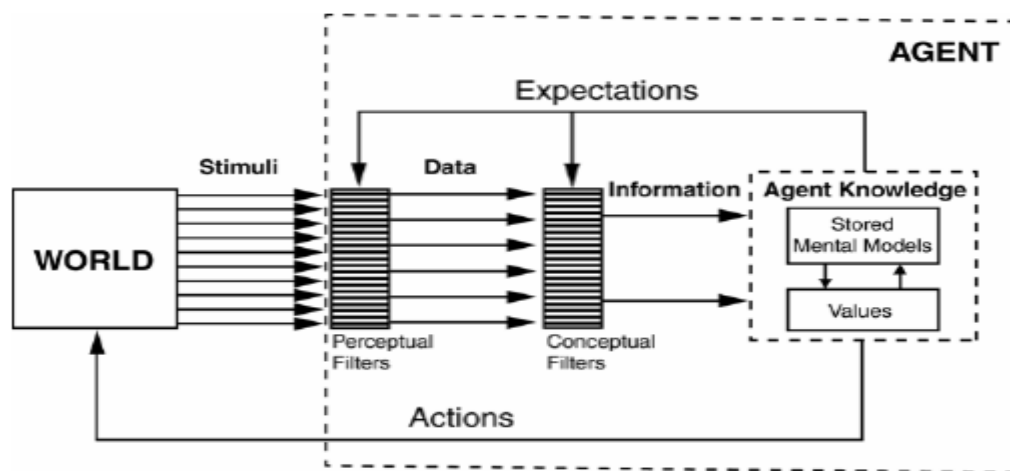 AGENT
Expectations
Stimuli
Data
Information
Agent Knowledge
Stored
Mental Models
WORLD
Values
Perceptual
Filters
Conceptual
Filters
Actions